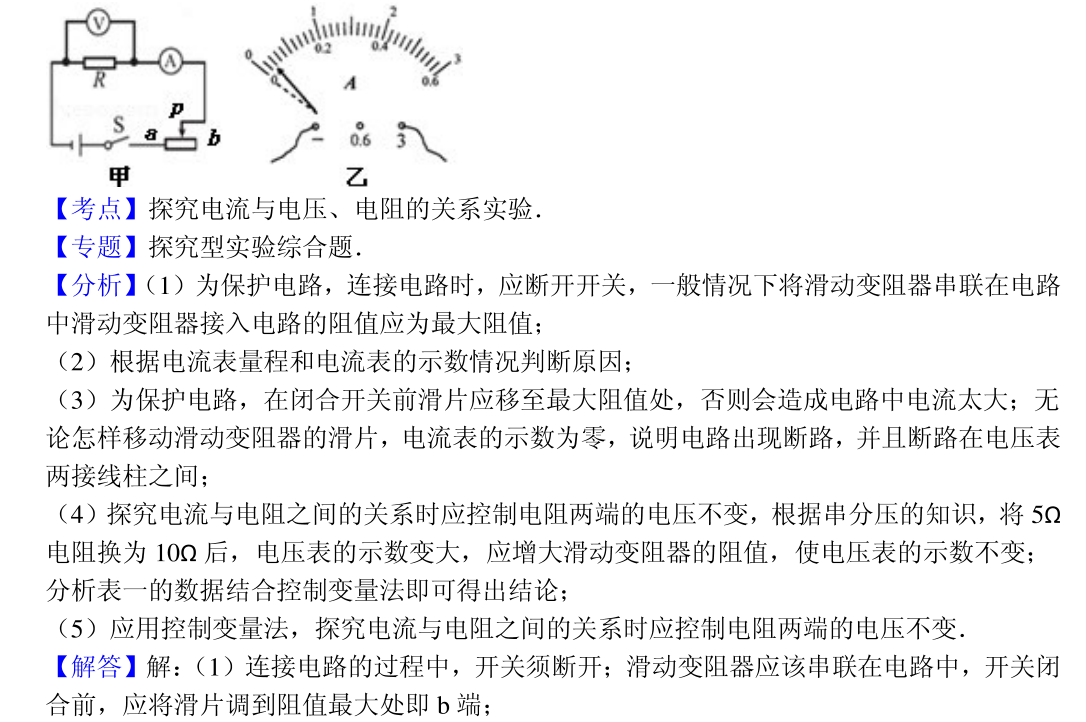 V
R
A
P
S
a
b
甲
0
1
2
3
0
0.2
0.4
0.6
A
−
0.6
3
乙
【考点】探究电流与电压、电阻的关系实验．
【专题】探究型实验综合题．
【分析】（1）为保护电路，连接电路时，应断开开关，一般情况下将滑动变阻器串联在电路
中滑动变阻器接入电路的阻值应为最大阻值；
（2）根据电流表量程和电流表的示数情况判断原因；
（3）为保护电路，在闭合开关前滑片应移至最大阻值处，否则会造成电路中电流太大；无
论怎样移动滑动变阻器的滑片，电流表的示数为零，说明电路出现断路，并且断路在电压表
两接线柱之间；
（4）探究电流与电阻之间的关系时应控制电阻两端的电压不变，根据串分压的知识，将 5Ω
电阻换为 10Ω 后，电压表的示数变大，应增大滑动变阻器的阻值，使电压表的示数不变；
分析表一的数据结合控制变量法即可得出结论；
（5）应用控制变量法，探究电流与电阻之间的关系时应控制电阻两端的电压不变．
【解答】解：（1）连接电路的过程中，开关须断开；滑动变阻器应该串联在电路中，开关闭
合前，应将滑片调到阻值最大处即 b 端；